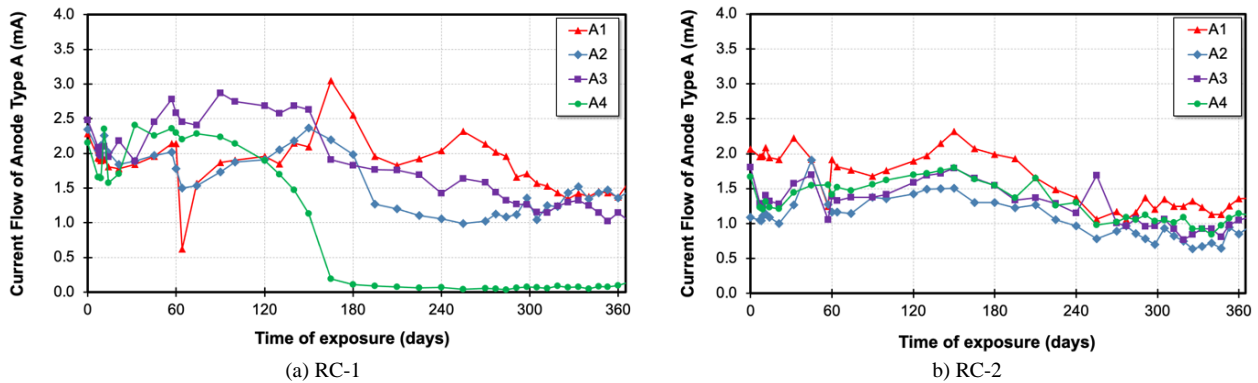 Current Flow of Anode Type A (mA)
4.0
3.5
3.0
2.5
2.0
1.5
1.0
0.5
0.0
0
60
120
180
240
300
360
Time of exposure (days)
A1
A2
A3
A4
(a) RC-1
Current Flow of Anode Type A (mA)
4.0
3.5
3.0
2.5
2.0
1.5
1.0
0.5
0.0
0
60
120
180
240
300
360
Time of exposure (days)
A1
A2
A3
A4
b) RC-2